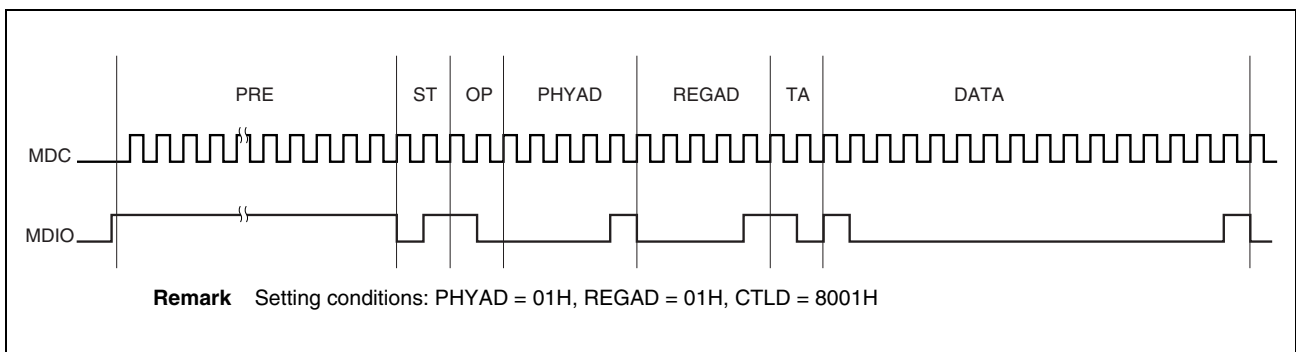 PRE ST OP PHYAD REGAD TA DATA
MDC
MDIO
Remark Setting conditions: PHYAD = 01H, REGAD = 01H, CTLD = 8001H